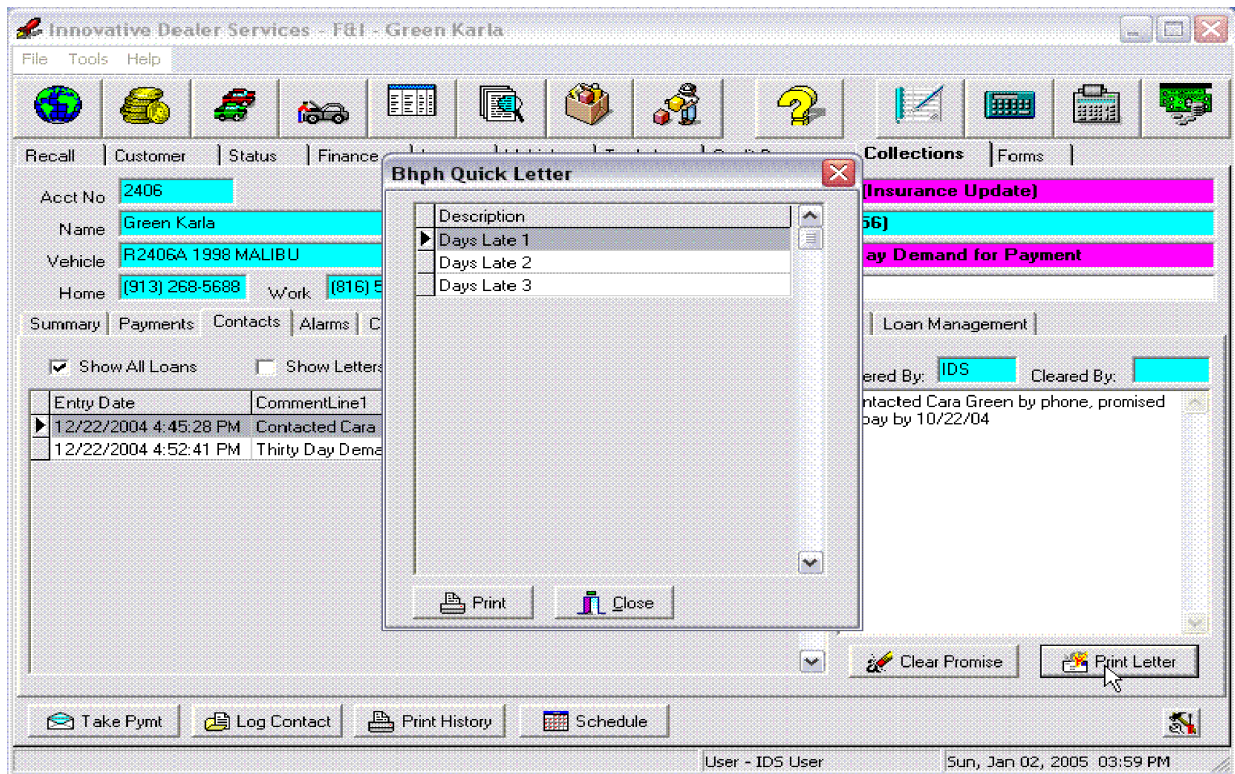 Innovative Dealer Services - F&I - Green Karla
File Tools Help
Recall Customer Status Finance Collections Forms
Acct No 2406
(Insurance Update)
Name Green Karla
56)
Vehicle R2406A 1998 MALIBU
ay Demand for Payment
Home (913) 268-5688 Work (816) 5
Summary Payments Contacts Alarms C
Loan Management
Show All Loans Show Letters
ered By: IDS Cleared By:
Entry Date CommentLine1
12/22/2004 4:45:28 PM Contacted Cara
12/22/2004 4:52:41 PM Thirty Day Dema
ntacted Cara Green by phone, promised
pay by 10/22/04
Bhph Quick Letter
Description
Days Late 1
Days Late 2
Days Late 3
Print Close
Clear Promise Print Letter
Take Pymt Log Contact Print History Schedule
User - IDS User Sun, Jan 02, 2005 03:59 PM